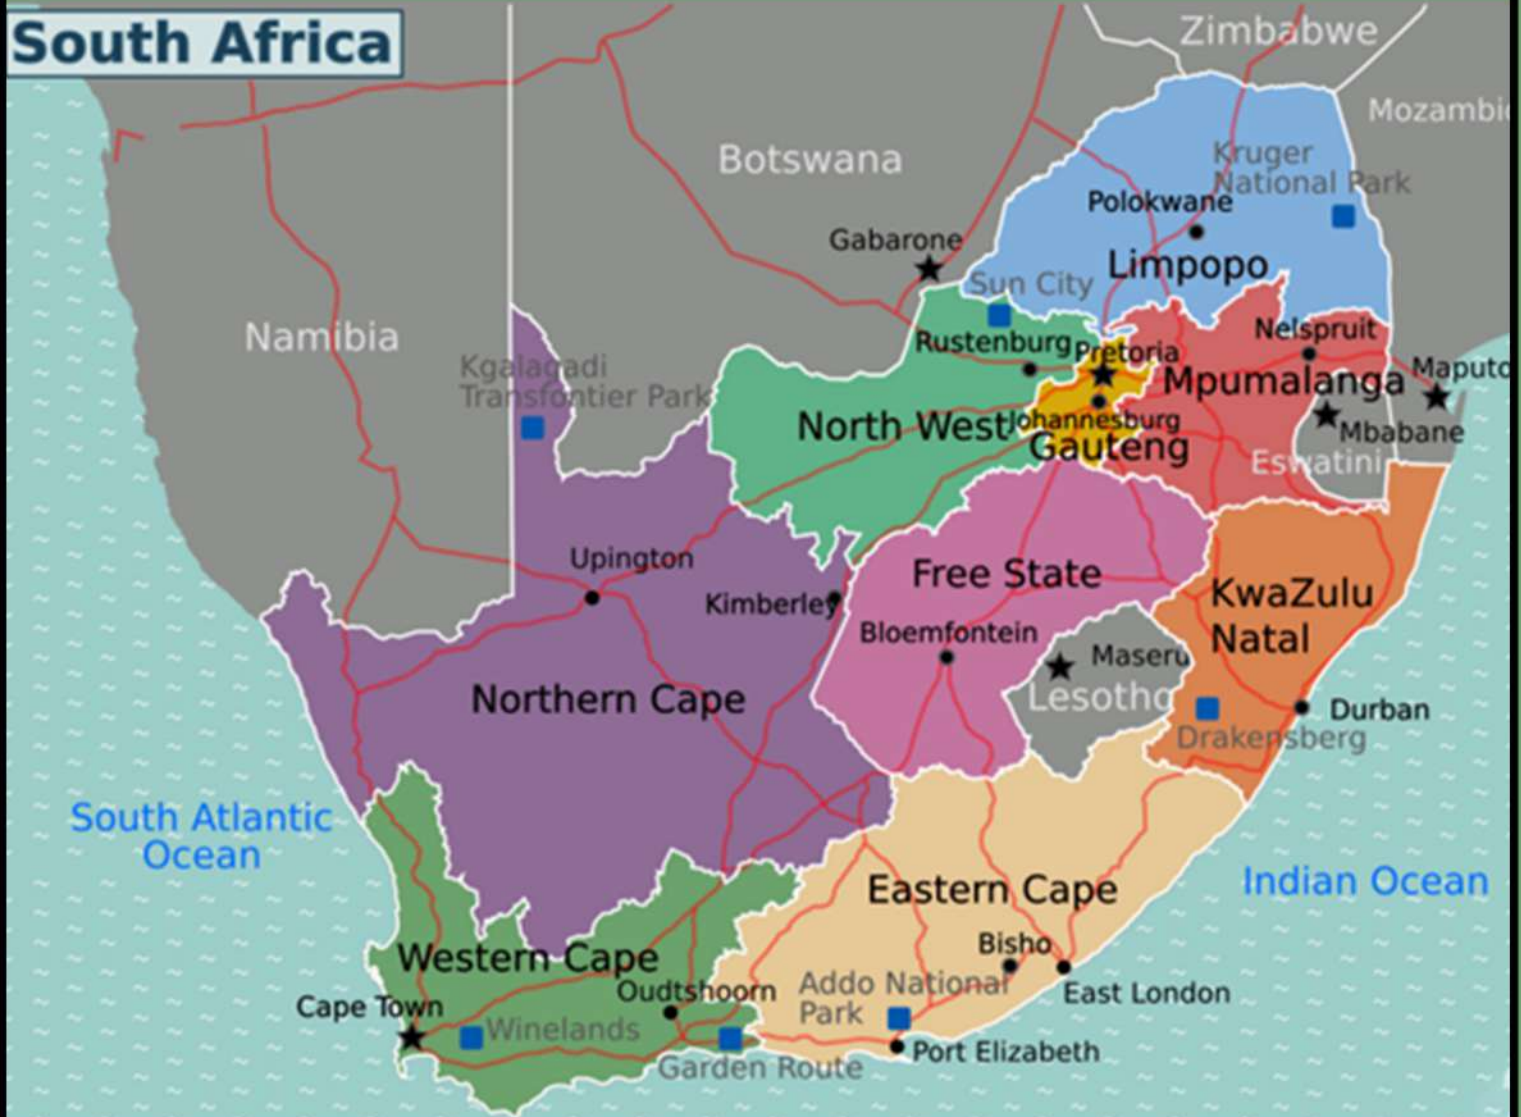 South Africa
Zimbabwe
Mozambi
Botswana
Kruger
National Park
Polokwane
Gabarone
Limpopo
Sun City
Namibia
Rustenburg
Pretoria
Nelspruit
Maputo
Kgalagadi
Transfontier Park
Mpumalanga
North West
Johannesburg
Gauteng
Mbabane
Eswatini
Upington
Free State
KwaZulu
Natal
Kimberley
Bloemfontein
Maseru
Lesotho
Northern Cape
Durban
Drakensberg
South Atlantic
Ocean
Indian Ocean
Eastern Cape
Western Cape
Bisho
Addo National
Park
Oudtshoorn
East London
Cape Town
Winelands
Garden Route
Port Elizabeth